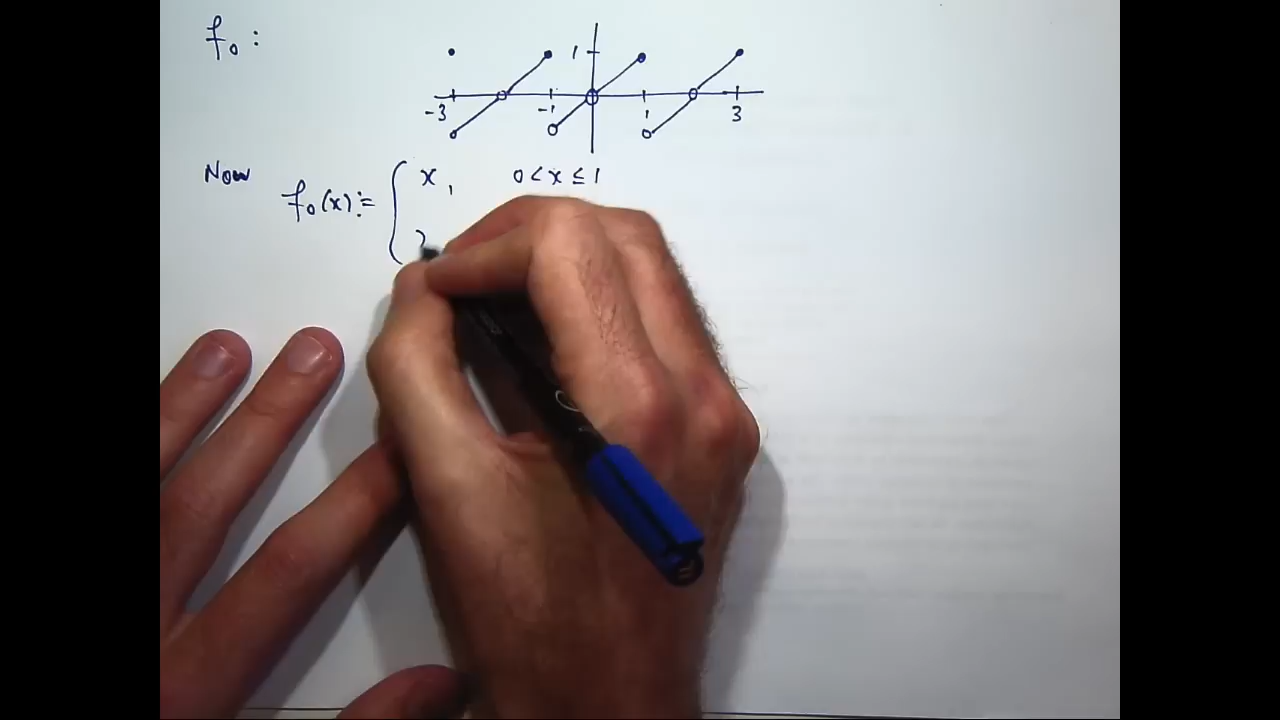 f₀ :
1
-3 -1 1 3
Now f₀(x) := { x , 0 < x ≤ 1